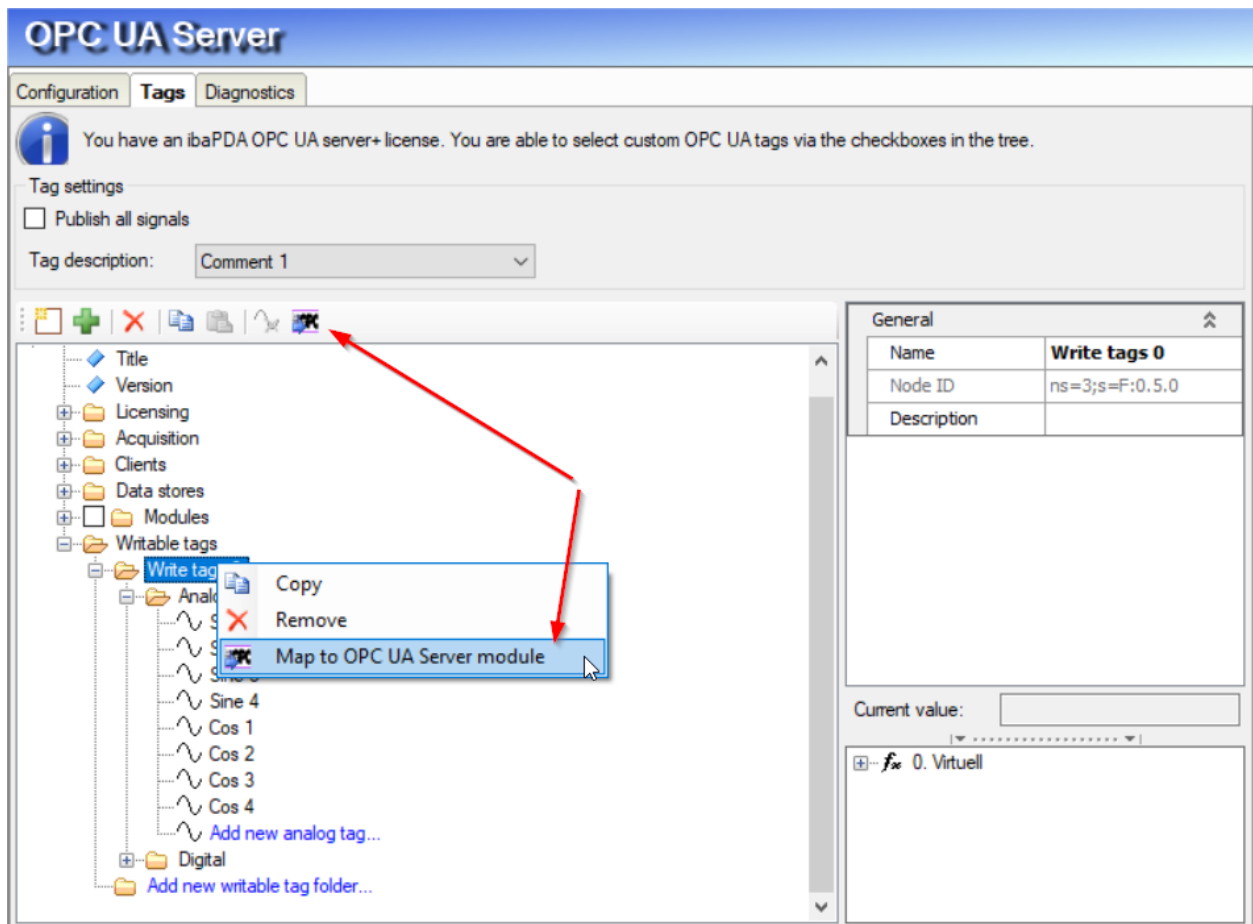 OPC UA Server
Configuration Tags Diagnostics
You have an ibaPDA OPC UA server+ license. You are able to select custom OPC UA tags via the checkboxes in the tree.
Tag settings
Publish all signals
Tag description: Comment 1
Title
Version
Licensing
Acquisition
Clients
Data stores
Modules
Writable tags
Write tag
Analo
Copy
Remove
Map to OPC UA Server module
Sine 4
Cos 1
Cos 2
Cos 3
Cos 4
Add new analog tag...
Digital
Add new writable tag folder...
General
Name Write tags 0
Node ID ns=3;s=F:0.5.0
Description
Current value:
0. Virtuell